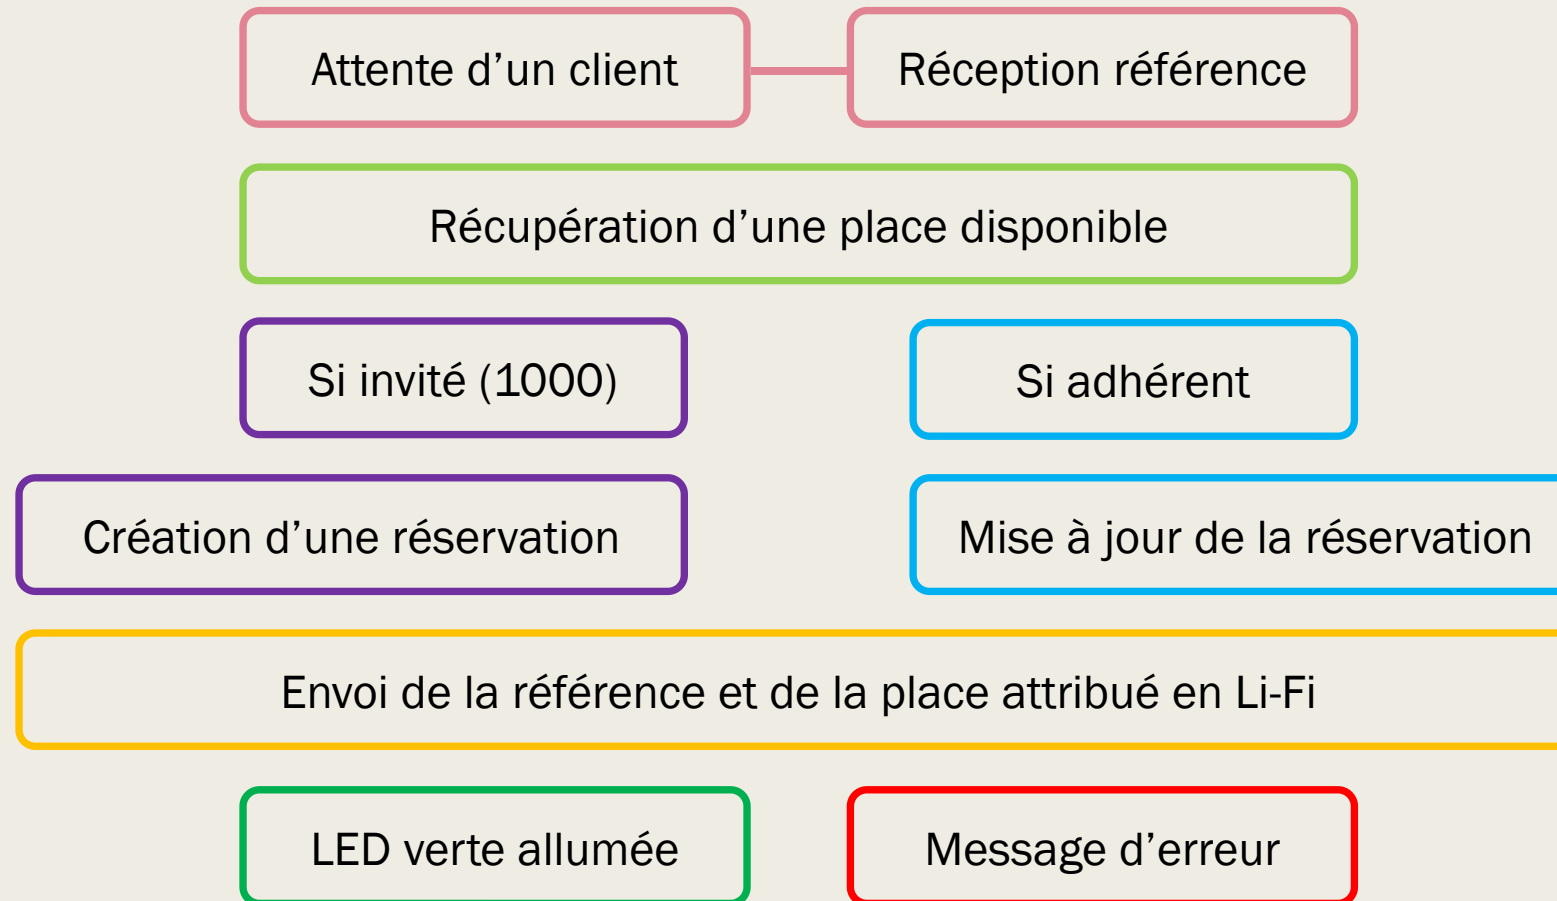 Attente d’un client
Réception référence
Récupération d’une place disponible
Si invité (1000)
Si adhérent
Création d’une réservation
Mise à jour de la réservation
Envoi de la référence et de la place attribué en Li-Fi
LED verte allumée
Message d’erreur